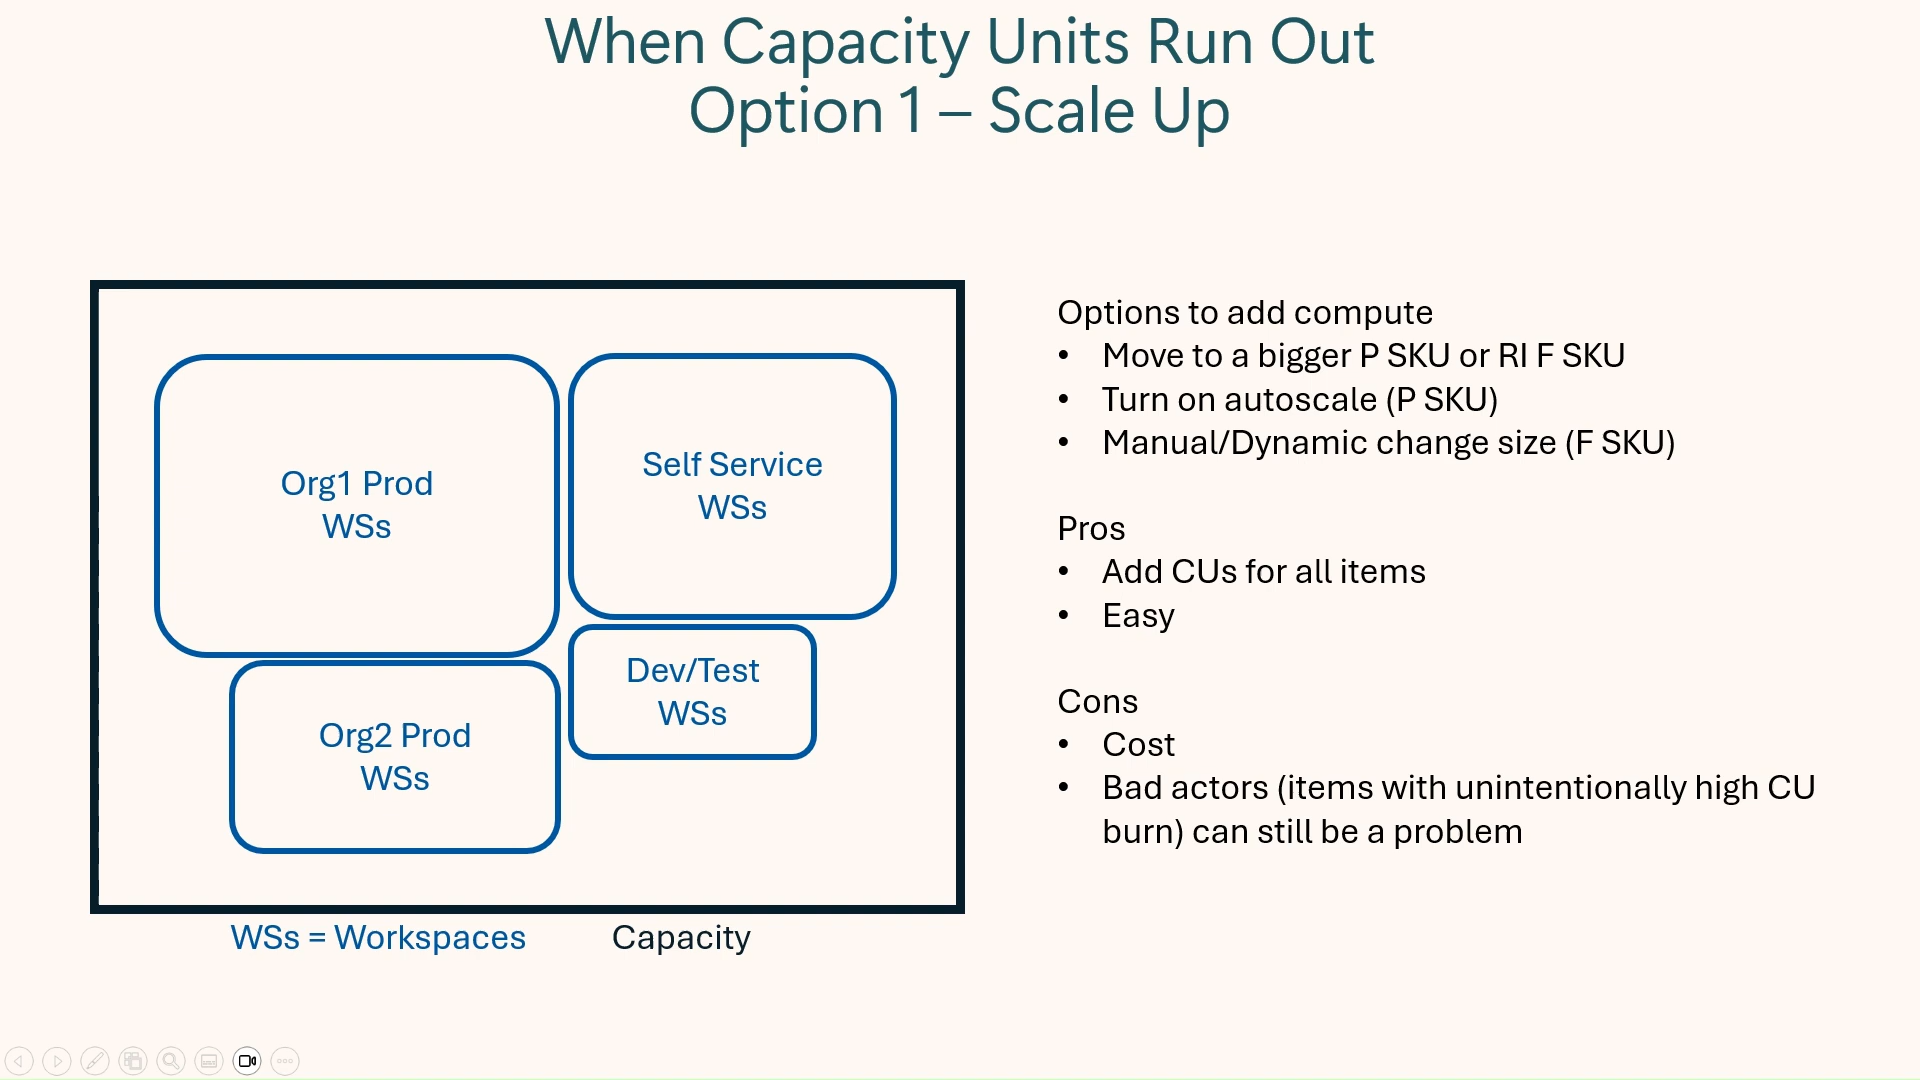 When Capacity Units Run Out
Option 1 – Scale Up
Org1 Prod
WSs
Self Service
WSs
Org2 Prod
WSs
Dev/Test
WSs
WSs = Workspaces
Capacity
Options to add compute
• Move to a bigger P SKU or RI F SKU
• Turn on autoscale (P SKU)
• Manual/Dynamic change size (F SKU)
Pros
• Add CUs for all items
• Easy
Cons
• Cost
• Bad actors (items with unintentionally high CU
burn) can still be a problem